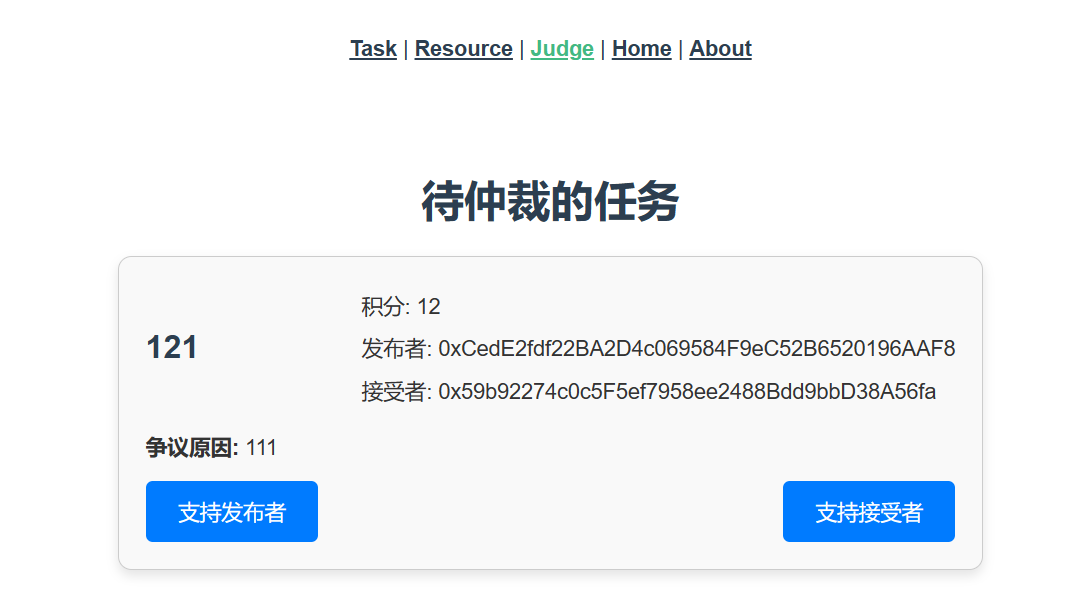 Task | Resource | Judge | Home | About
待仲裁的任务
121
积分: 12
发布者: 0xCedE2fdf22BA2D4c069584F9eC52B6520196AAF8
接受者: 0x59b92274c0c5F5ef7958ee2488Bdd9bbD38A56fa
争议原因: 111
支持发布者
支持接受者